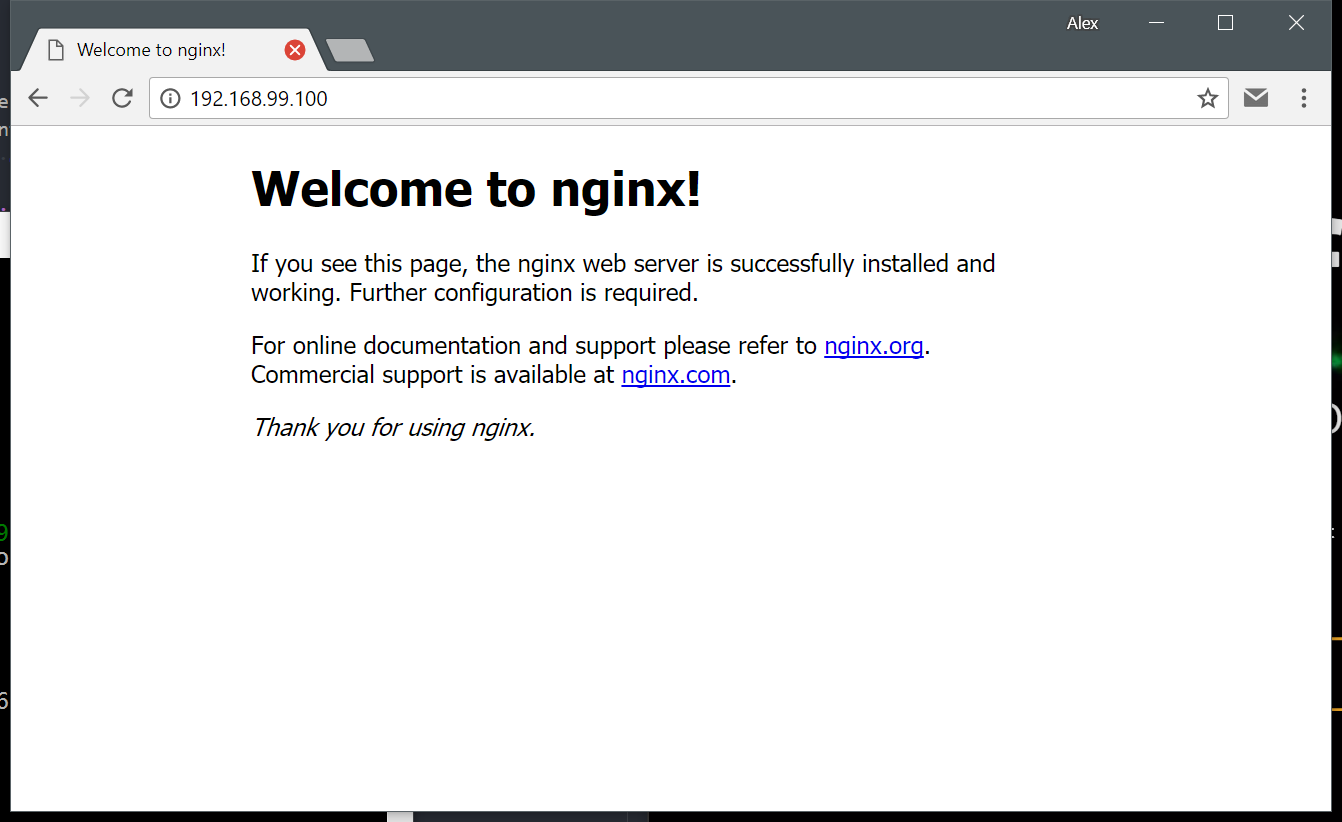 Alex
Welcome to nginx!
192.168.99.100
Welcome to nginx!
If you see this page, the nginx web server is successfully installed and
working. Further configuration is required.
For online documentation and support please refer to nginx.org.
Commercial support is available at nginx.com.
Thank you for using nginx.